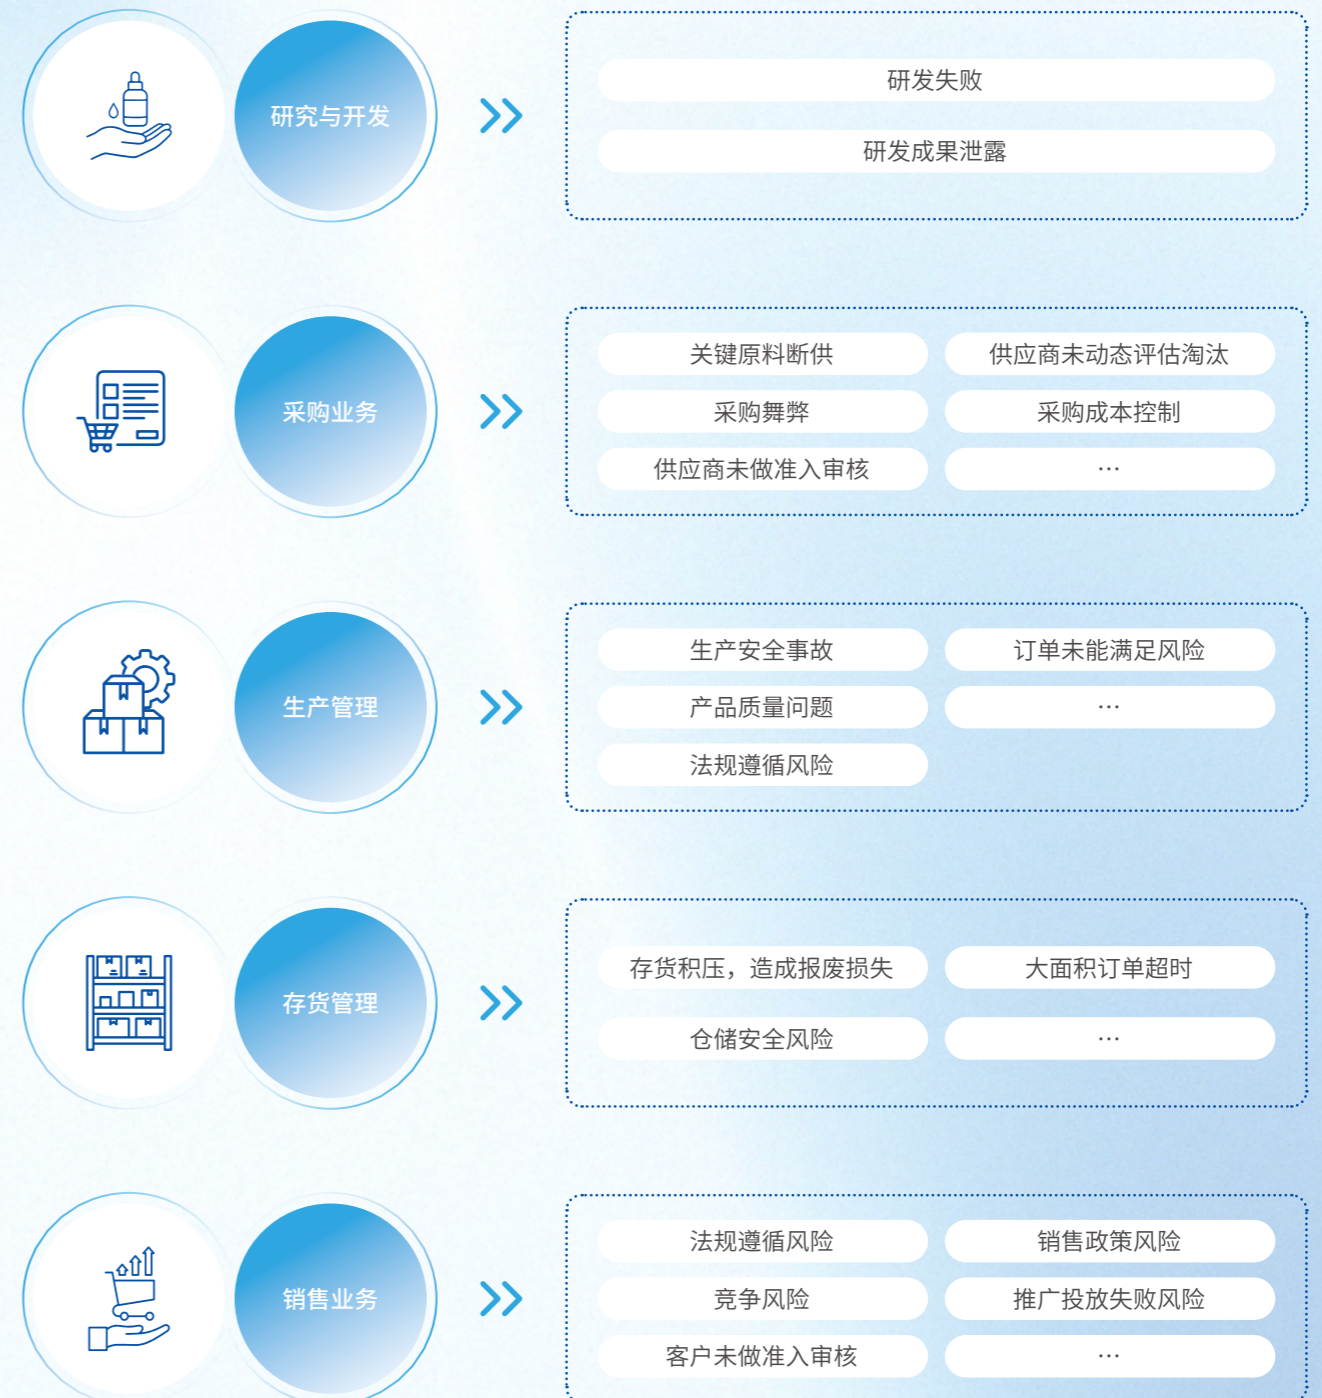 研究与开发
研发失败
研发成果泄露
采购业务
关键原料断供
供应商未动态评估淘汰
采购舞弊
采购成本控制
供应商未做准入审核
…
生产管理
生产安全事故
订单未能满足风险
产品质量问题
…
法规遵循风险
存货管理
存货积压，造成报废损失
大面积订单超时
仓储安全风险
…
销售业务
法规遵循风险
销售政策风险
竞争风险
推广投放失败风险
客户未做准入审核
…